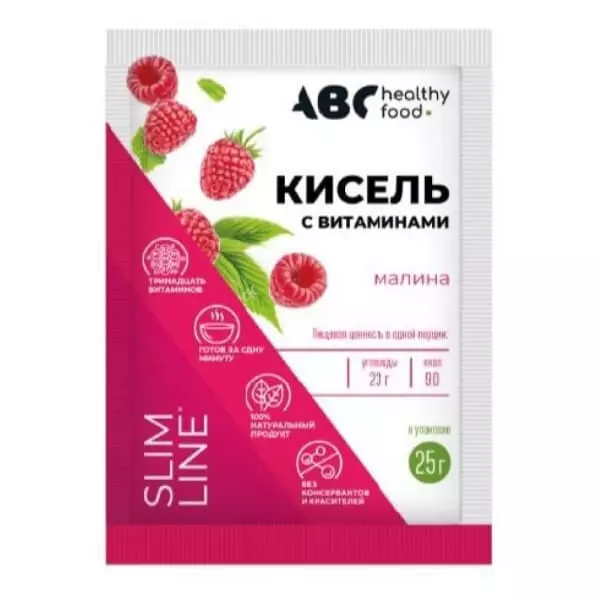 ABC healthy
food.
КИСЕЛЬ
С ВИТАМИНАМИ
малина
ТРИНАДЦАТЬ
ВИТАМИНОВ
ГОТОВ ЗА ОДНУ
МИНУТУ
100%
НАТУРАЛЬНЫЙ
ПРОДУКТ
БЕЗ
КОНСЕРВАНТОВ
И КРАСИТЕЛЕЙ
Пищевая ценность в одной порции:
углеводы
23 г
ккал
90
в упаковке
25 г
SLIM
LINE®